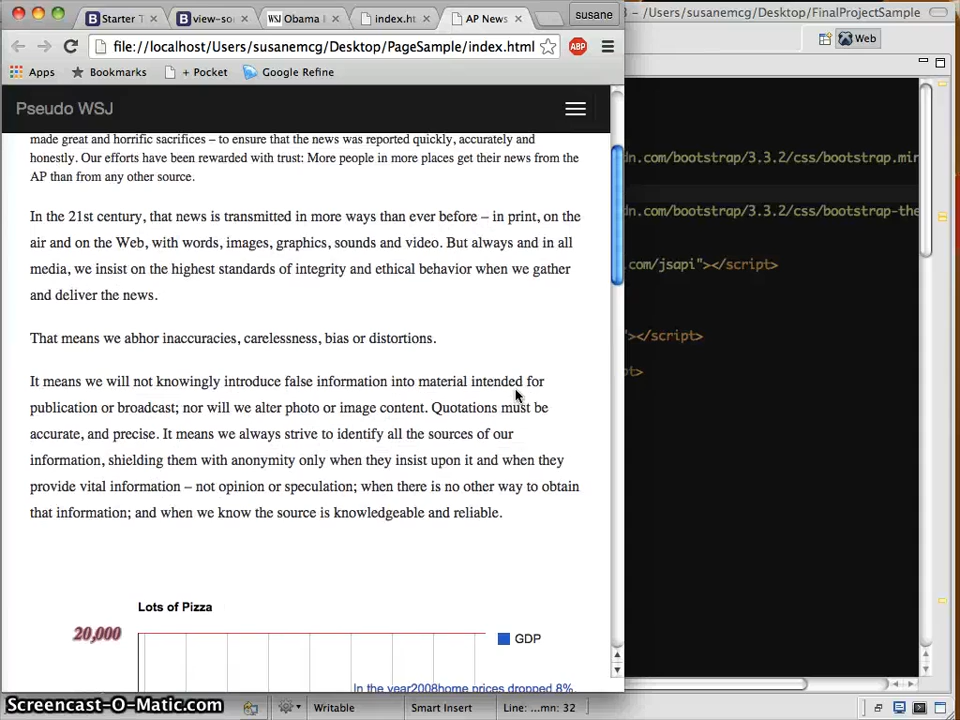 Starter T
view-so
WSJ Obama
index.ht
AP News
susane
8 – /Users/susanemcg/Desktop/FinalProjectSample
file://localhost/Users/susanemcg/Desktop/PageSample/index.html
ABP
Web
Apps
Bookmarks
+ Pocket
Google Refine
Pseudo WSJ
made great and horrific sacrifices – to ensure that the news was reported quickly, accurately and
honestly. Our efforts have been rewarded with trust: More people in more places get their news from the
AP than from any other source.
In the 21st century, that news is transmitted in more ways than ever before – in print, on the
air and on the Web, with words, images, graphics, sounds and video. But always and in all
media, we insist on the highest standards of integrity and ethical behavior when we gather
and deliver the news.
That means we abhor inaccuracies, carelessness, bias or distortions.
It means we will not knowingly introduce false information into material intended for
publication or broadcast; nor will we alter photo or image content. Quotations must be
accurate, and precise. It means we always strive to identify all the sources of our
information, shielding them with anonymity only when they insist upon it and when they
provide vital information – not opinion or speculation; when there is no other way to obtain
that information; and when we know the source is knowledgeable and reliable.
Lots of Pizza
20,000
GDP
In the year2008home prices dropped 8%.
dn.com/bootstrap/3.3.2/css/bootstrap.min
dn.com/bootstrap/3.3.2/css/bootstrap-the
.com/jsapi"></script>
"></script>
pt>
Screencast-O-Matic.com
Writable
Smart Insert
Line: ...mn: 32